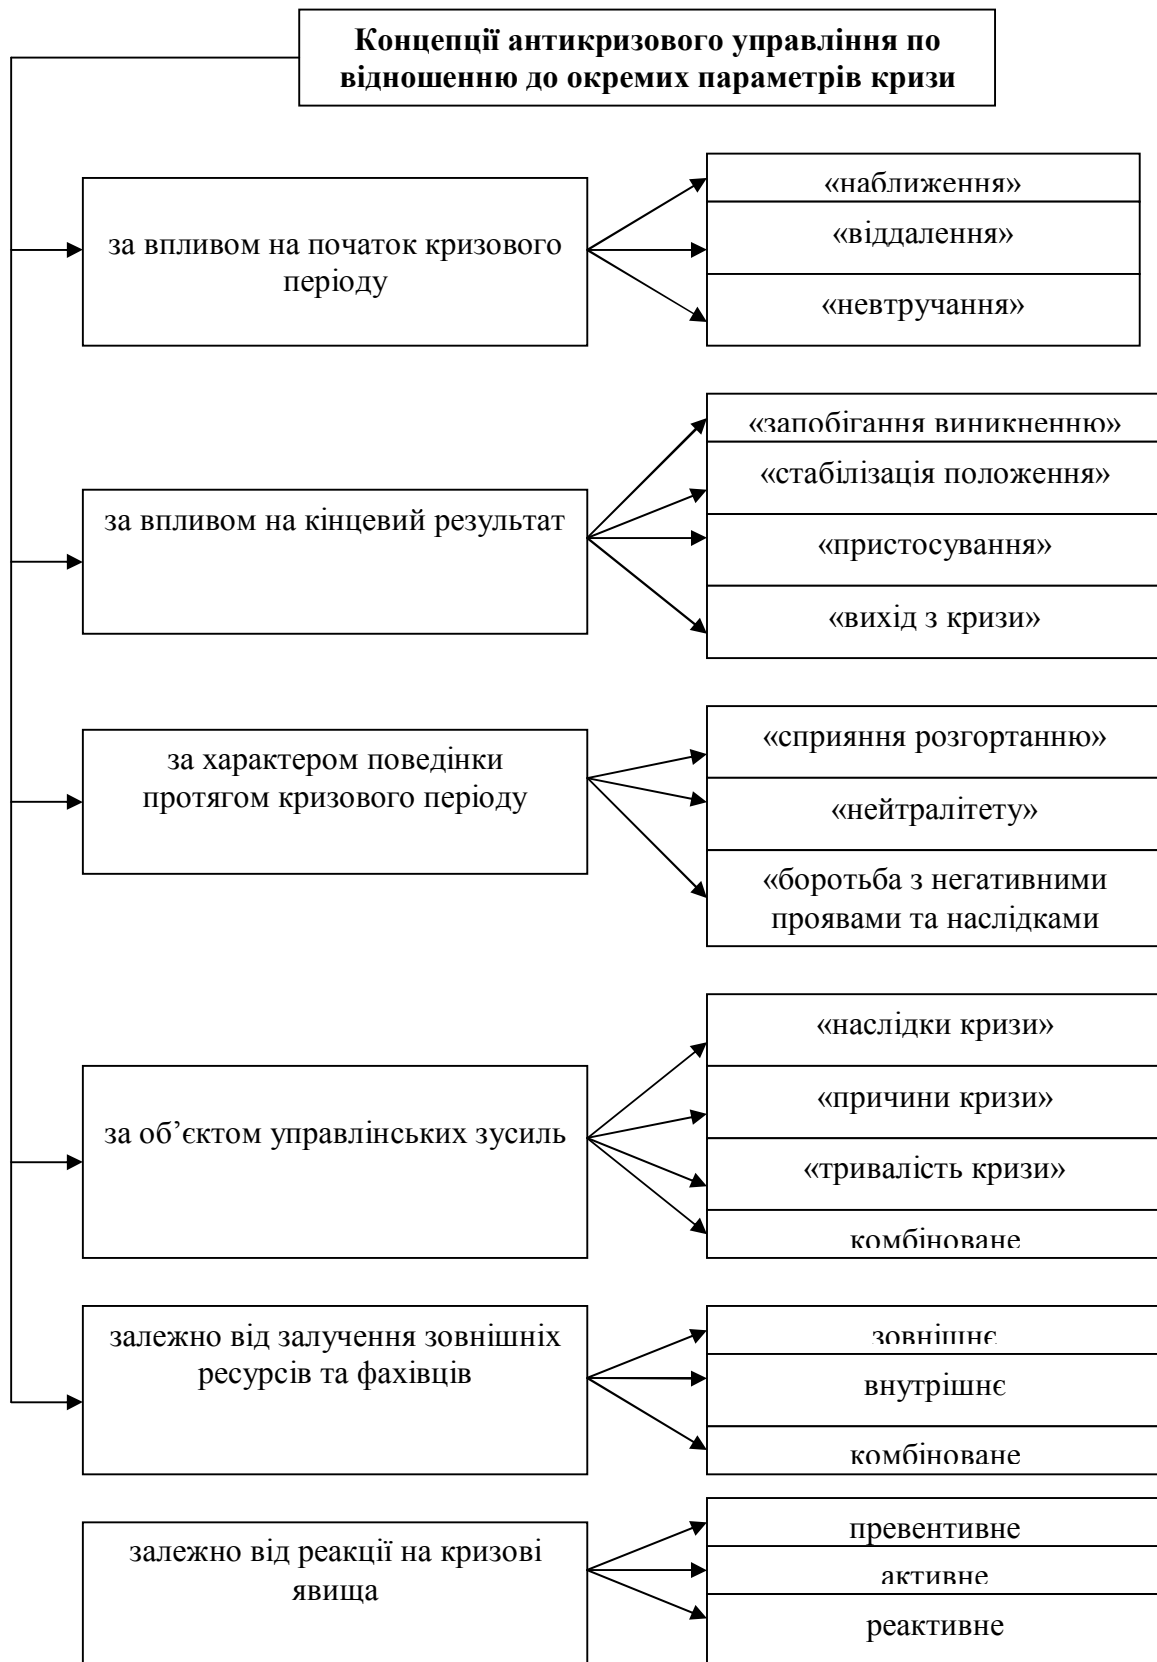 Концепції антикризового управління по
відношенню до окремих параметрів кризи
за впливом на початок кризового
періоду
«наближення»
«віддалення»
«невтручання»
за впливом на кінцевий результат
«запобігання виникненню»
«стабілізація положення»
«пристосування»
«вихід з кризи»
за характером поведінки
протягом кризового періоду
«сприяння розгортанню»
«нейтралітету»
«боротьба з негативними
проявами та наслідками
за об’єктом управлінських зусиль
«наслідки кризи»
«причини кризи»
«тривалість кризи»
комбіноване
залежно від залучення зовнішніх
ресурсів та фахівців
зовнішнє
внутрішнє
комбіноване
залежно від реакції на кризові
явища
превентивне
активне
реактивне